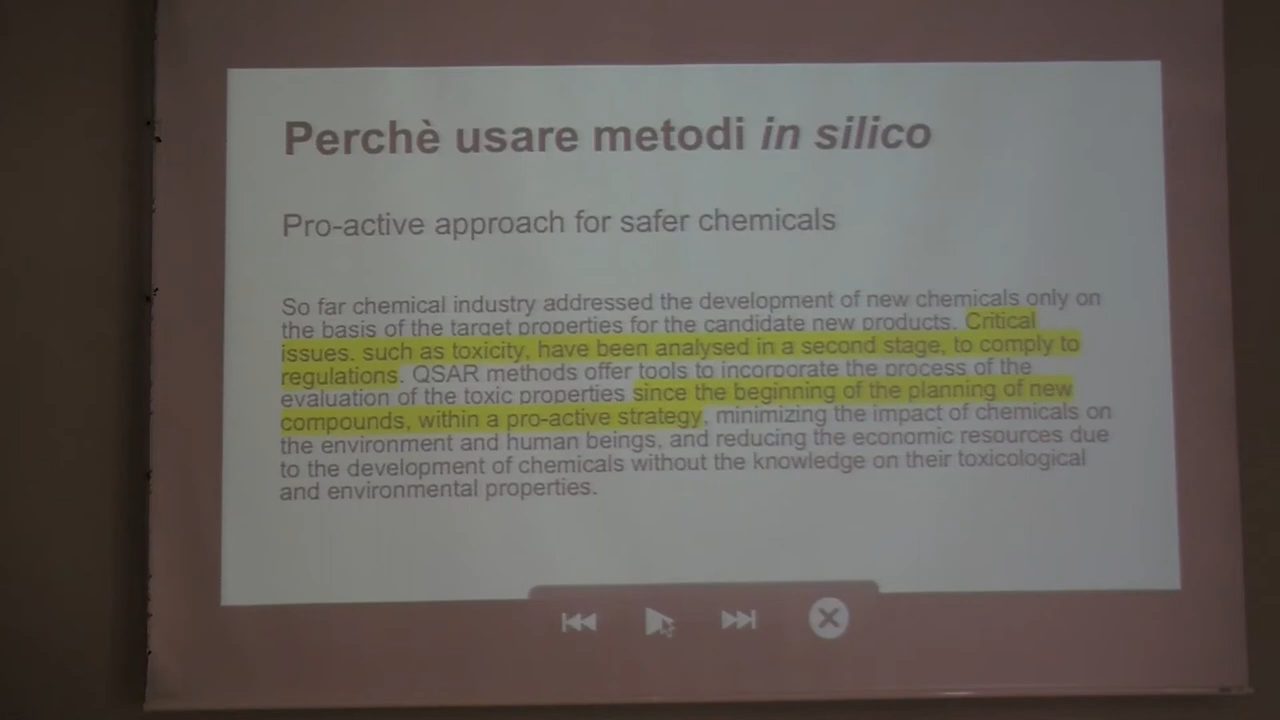 Perchè usare metodi in silico
Pro-active approach for safer chemicals
So far chemical industry addressed the development of new chemicals only on
the basis of the target properties for the candidate new products. Critical
issues. such as toxicity, have been analysed in a second stage, to comply to
regulations. QSAR methods offer tools to incorporate the process of the
evaluation of the toxic properties since the beginning of the planning of new
compounds, within a pro-active strategy, minimizing the impact of chemicals on
the environment and human beings, and reducing the economic resources due
to the development of chemicals without the knowledge on their toxicological
and environmental properties.